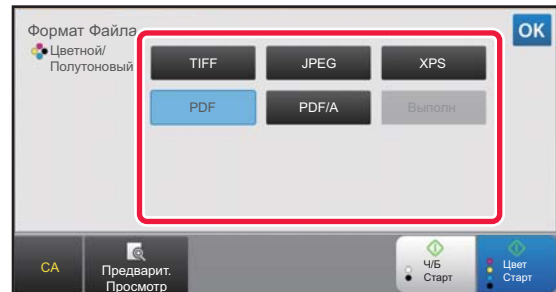 Формат Файла
OK
Цветной/
Полутоновый
TIFF
JPEG
XPS
PDF
PDF/A
Выполн
CA
Предварит.
Просмотр
Ч/Б
Старт
Цвет
Старт